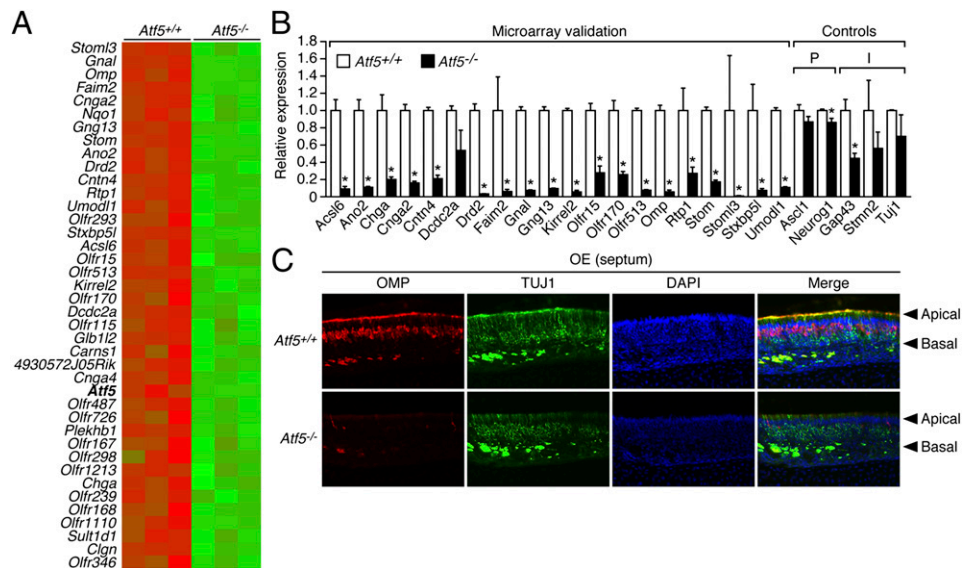 A
Atf5+/+ Atf5-/-
Stoml3
Gnal
Omp
Faim2
Cnga2
Nqo1
Gng13
Stom
Ano2
Drd2
Cntn4
Rtp1
Umodl1
Olfr293
Stxbp5l
Acsl6
Olfr15
Olfr513
Kirrel2
Olfr170
Dcdc2a
Olfr115
Glb1l2
Carns1
4930572J05Rik
Cnga4
Atf5
Olfr487
Olfr726
Plekhb1
Olfr167
Olfr298
Olfr1213
Chga
Olfr239
Olfr168
Olfr1110
Sult1d1
Clgn
Olfr346
B
Microarray validation Controls
P I
Atf5+/+ Atf5-/-
Relative expression
1.8
1.6
1.4
1.2
1.0
0.8
0.6
0.4
0.2
0
* * * * * * * * * * * * * * * * * * * * *
Acsl6 Ano2 Chga Cnga2 Cntn4 Dcdc2a Drd2 Faim2 Gnal Gng13 Kirrel2 Olfr15 Olfr170 Olfr513 Omp Rtp1 Stom Stoml3 Stxbp5l Umodl1 Ascl1 Neurog1 Gap43 Stmn2 Tuj1
C
OE (septum)
OMP TUJ1 DAPI Merge
Atf5+/+
Apical
Basal
Atf5-/-
Apical
Basal